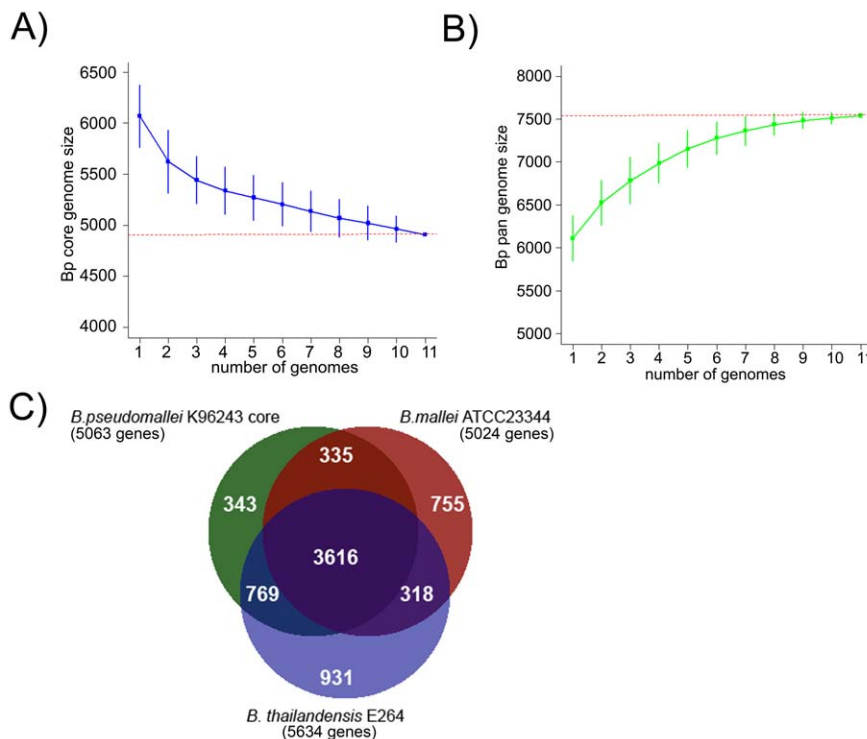 A)
Bp core genome size
6500
6000
5500
5000
4500
4000
1 2 3 4 5 6 7 8 9 10 11
number of genomes
B)
Bp pan genome size
8000
7500
7000
6500
6000
5500
5000
1 2 3 4 5 6 7 8 9 10 11
number of genomes
C)
B.pseudomallei K96243 core
(5063 genes)
B.mallei ATCC23344
(5024 genes)
335
343
755
3616
769
318
931
B. thailandensis E264
(5634 genes)